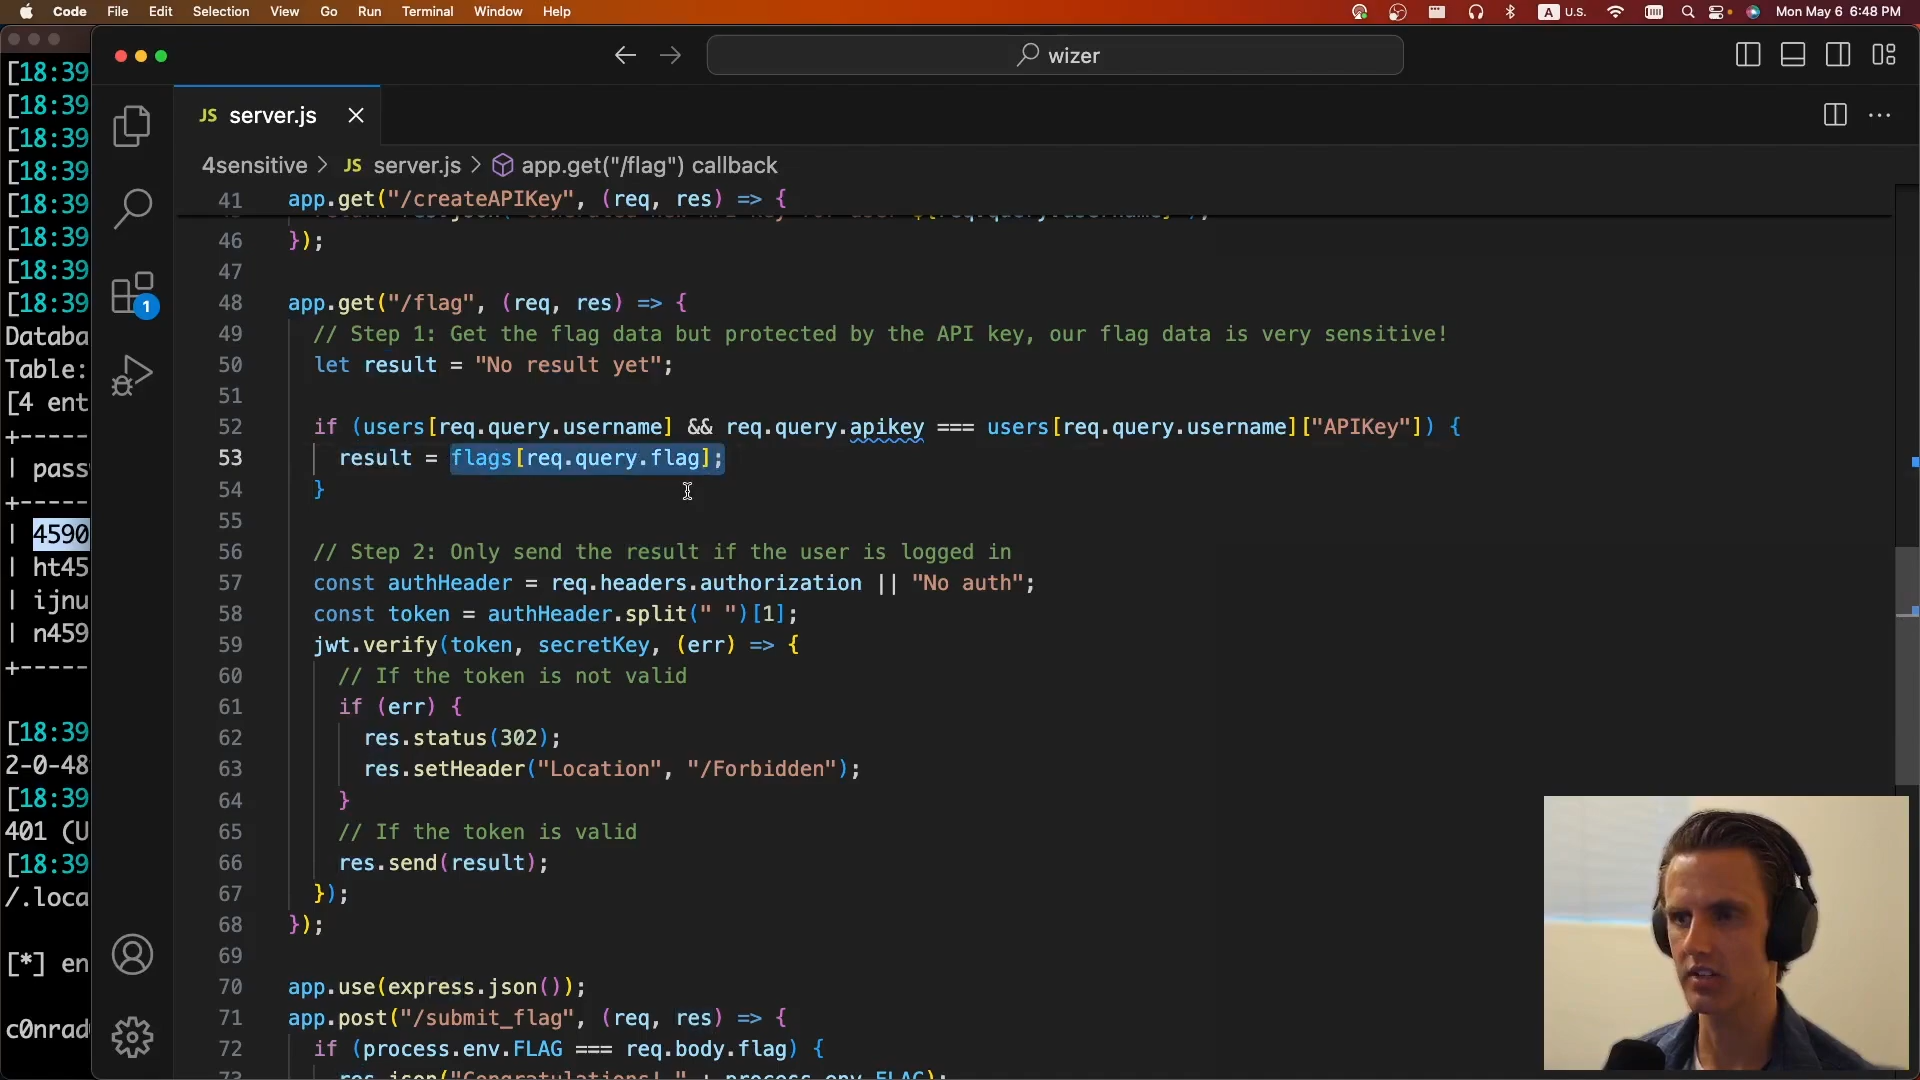 Code File Edit Selection View Go Run Terminal Window Help
A U.S. Mon May 6 6:48 PM
wizer
JS server.js
4sensitive > JS server.js > app.get("/flag") callback
41 app.get("/createAPIKey", (req, res) => {
46 });
47
48 app.get("/flag", (req, res) => {
49 // Step 1: Get the flag data but protected by the API key, our flag data is very sensitive!
50 let result = "No result yet";
51
52 if (users[req.query.username] && req.query.apikey === users[req.query.username]["APIKey"]) {
53 result = flags[req.query.flag];
54 }
55
56 // Step 2: Only send the result if the user is logged in
57 const authHeader = req.headers.authorization || "No auth";
58 const token = authHeader.split(" ")[1];
59 jwt.verify(token, secretKey, (err) => {
60 // If the token is not valid
61 if (err) {
62 res.status(302);
63 res.setHeader("Location", "/Forbidden");
64 }
65 // If the token is valid
66 res.send(result);
67 });
68 });
69
70 app.use(express.json());
71 app.post("/submit_flag", (req, res) => {
72 if (process.env.FLAG === req.body.flag) {
73 res.json("Congratulations! " + process.env.FLAG);
1
[18:39
[18:39
[18:39
[18:39
[18:39
[18:39
[18:39
[18:39
Databa
Table:
[4 ent
+-----
| pass
+-----
| 4590
| ht45
| ijnu
| n459
+-----
[18:39
2-0-48
[18:39
401 (U
[18:39
/.loca
[*] en
c0nrad